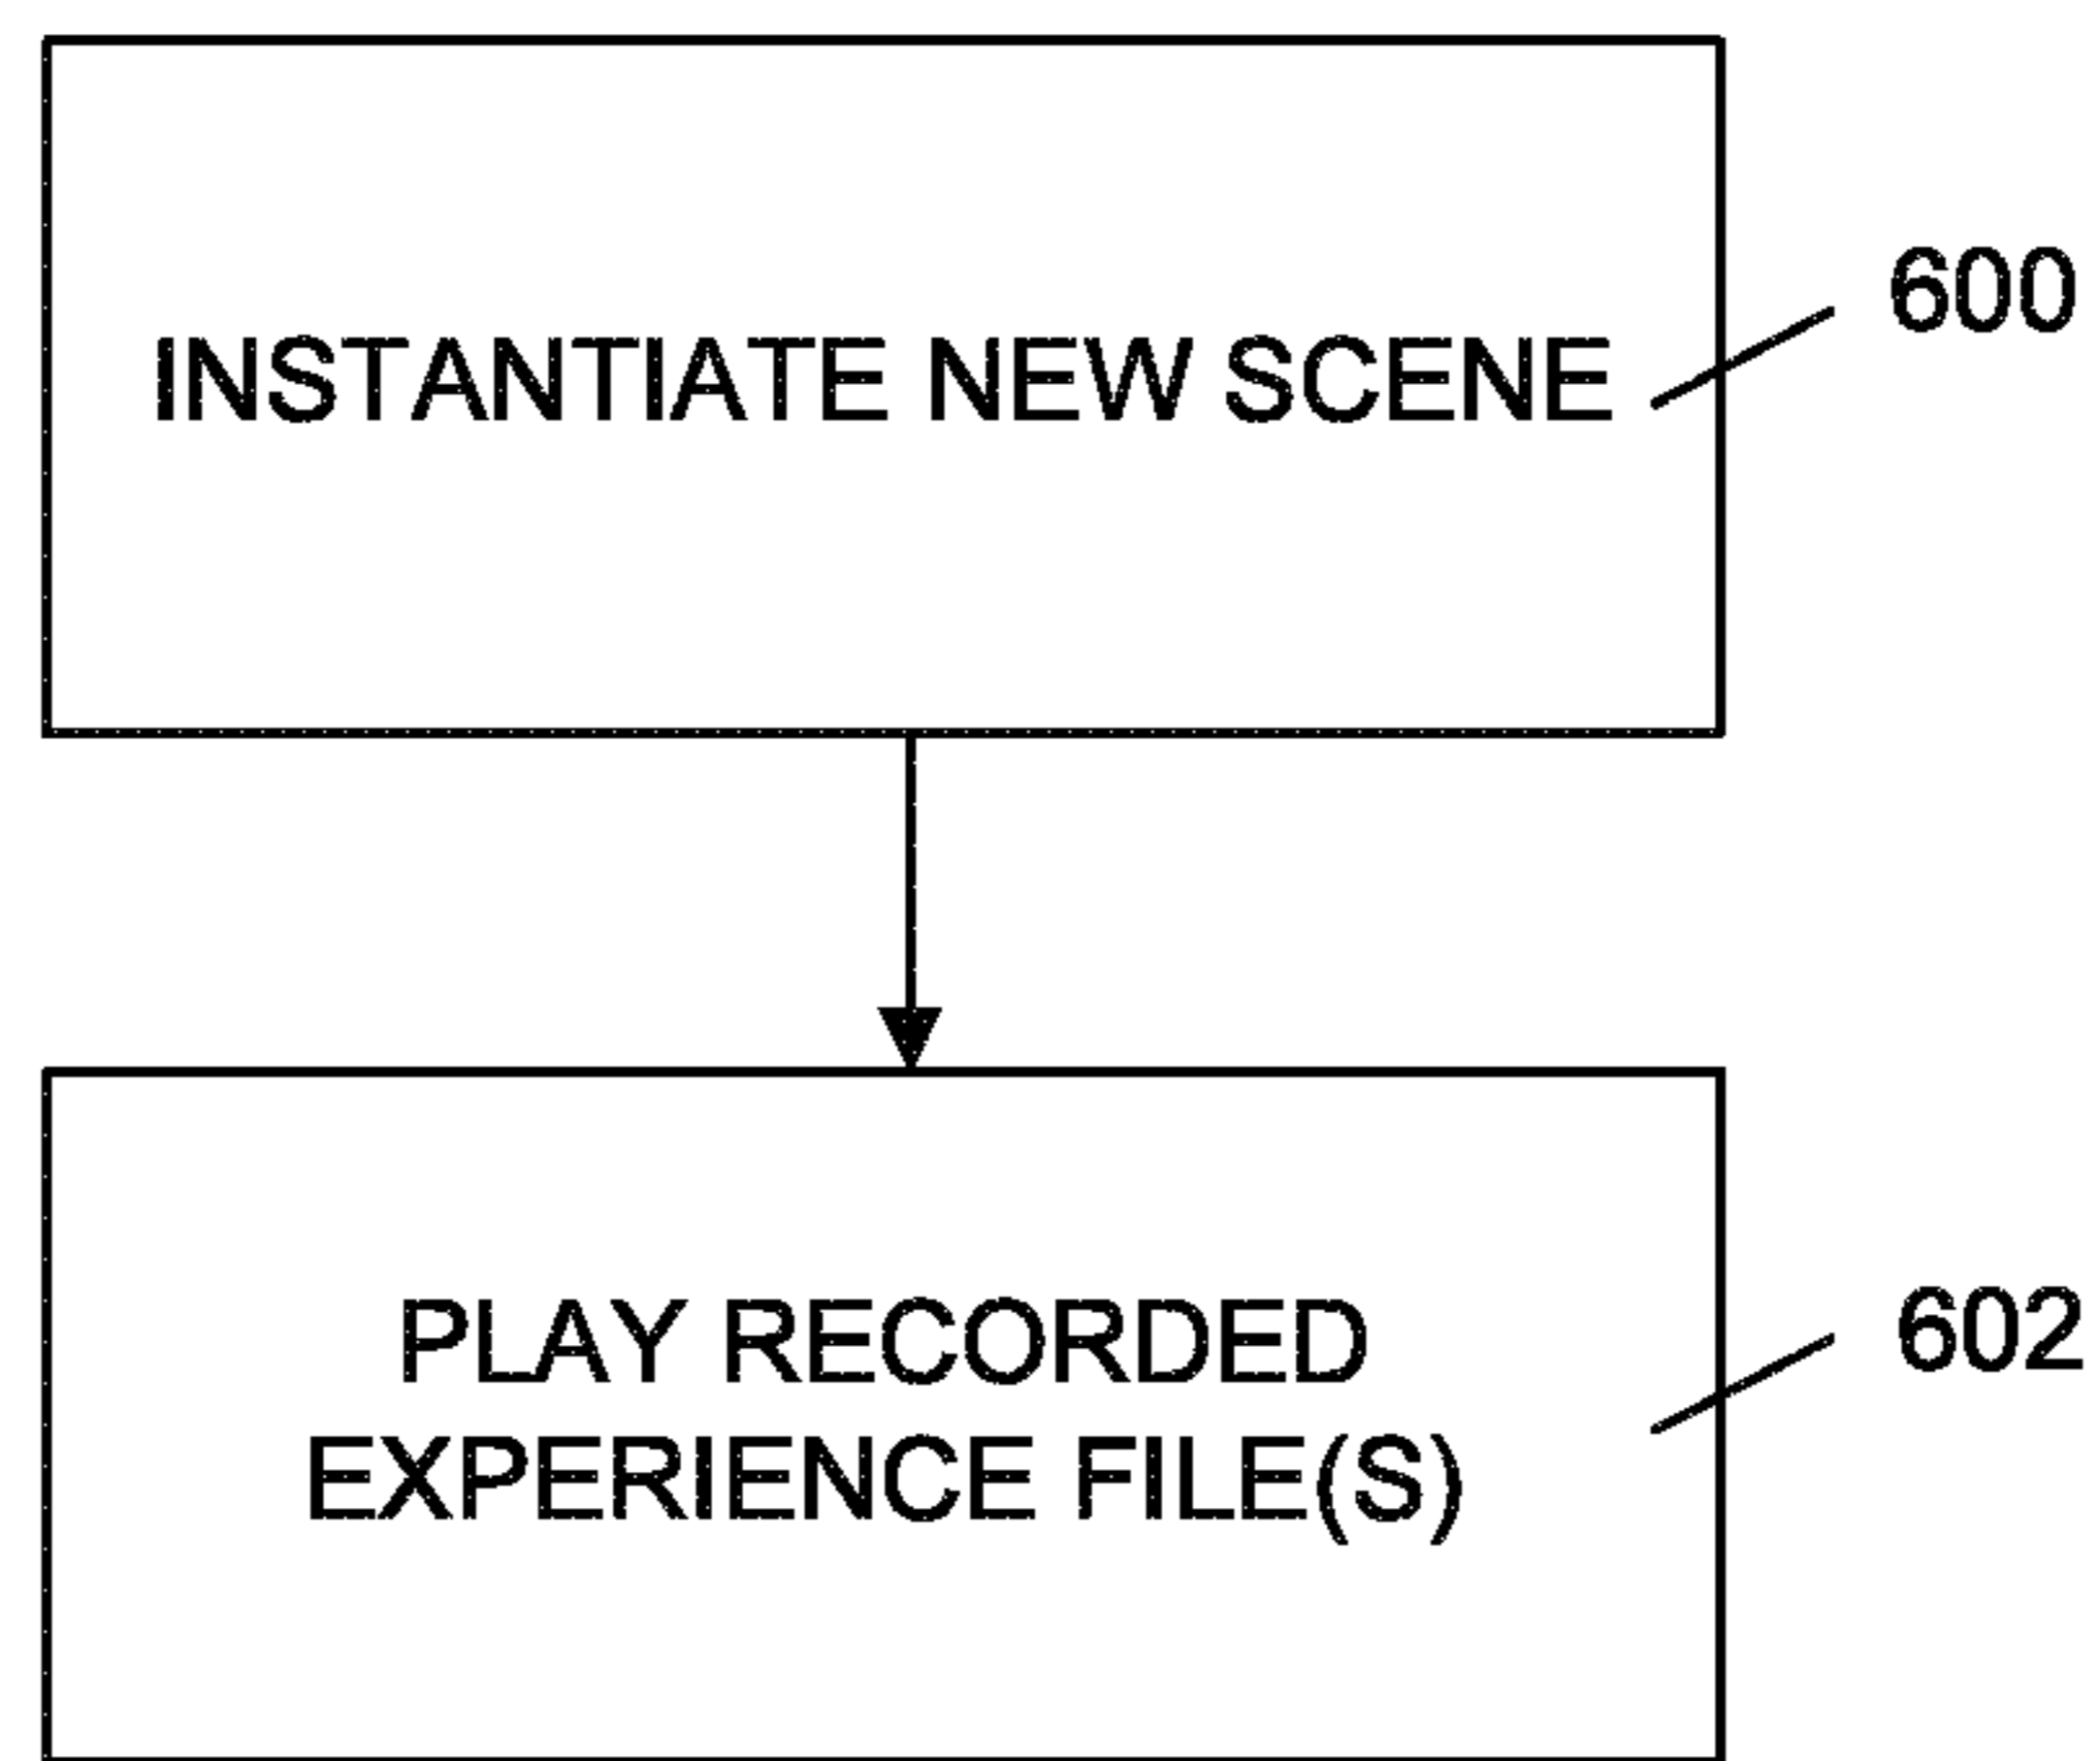 INSTANTIATE NEW SCENE
600
PLAY RECORDED
EXPERIENCE FILE(S)
602